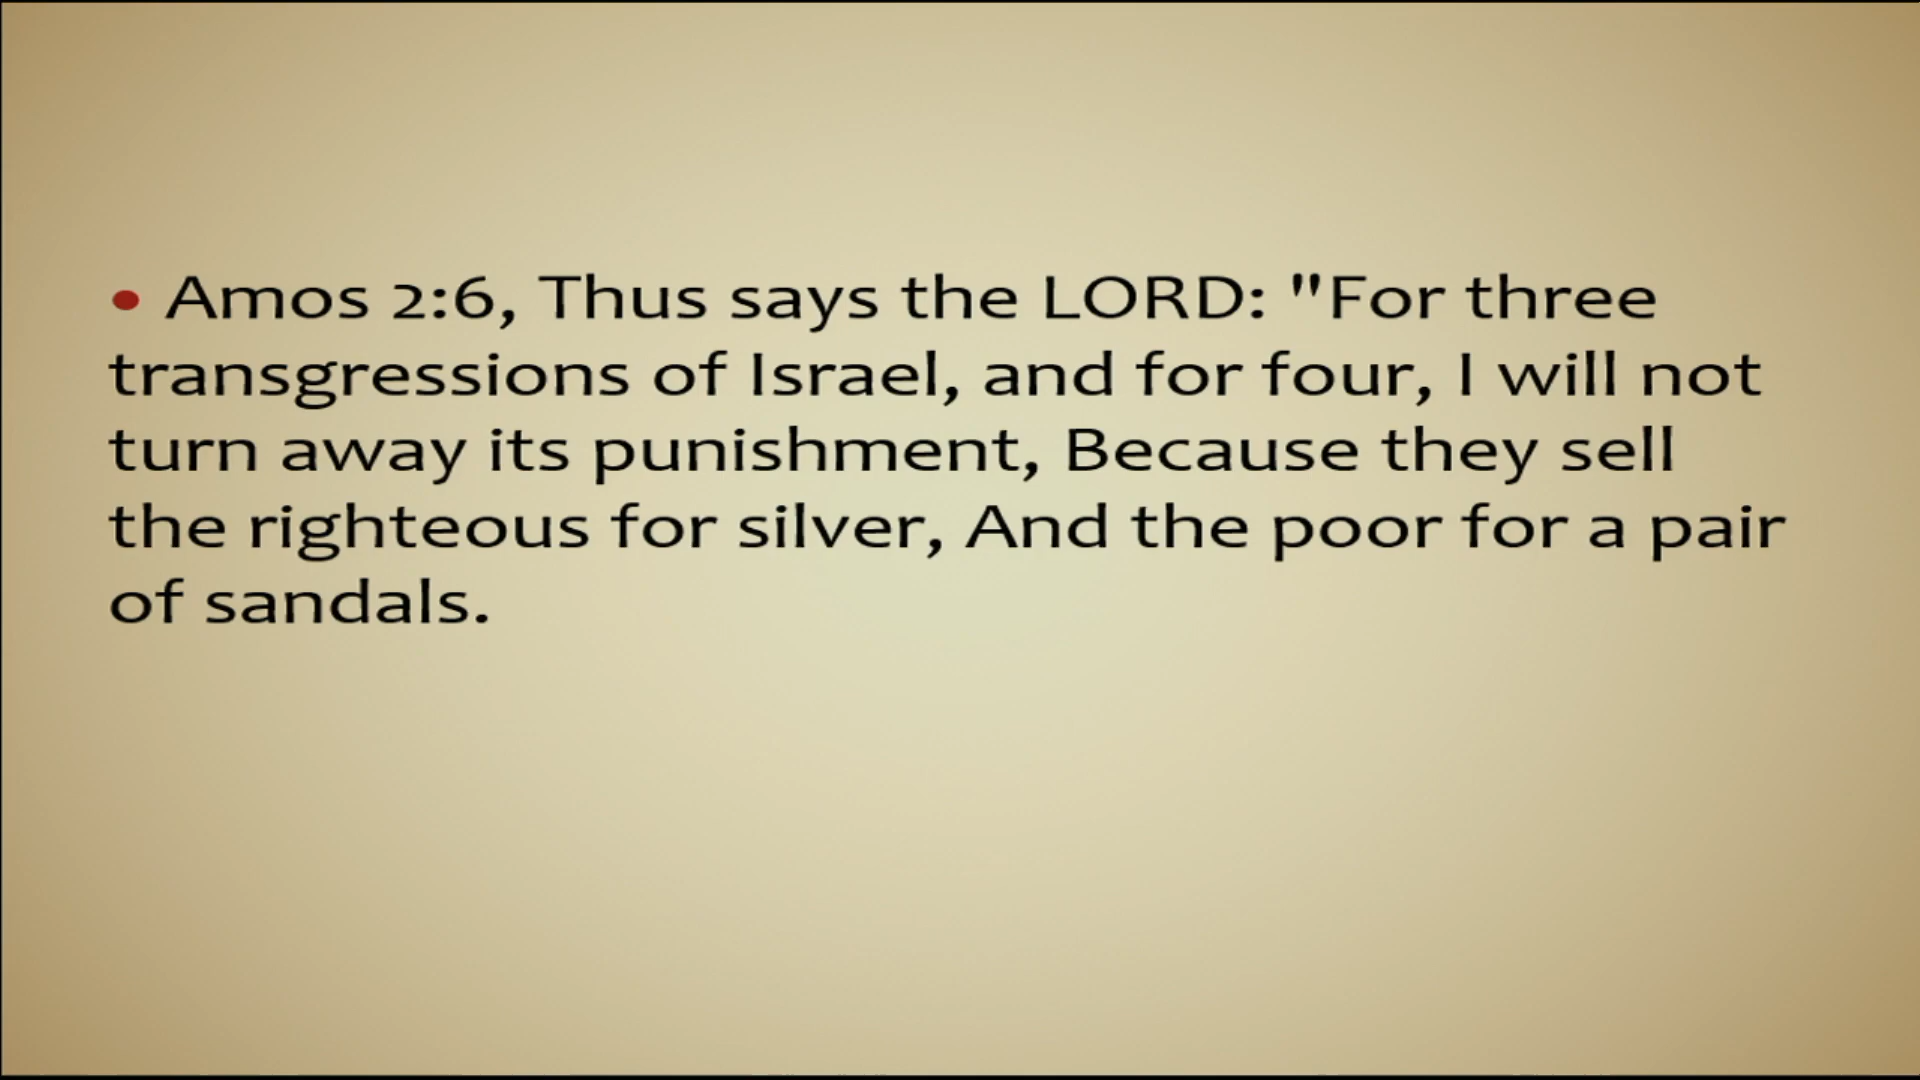 • Amos 2:6, Thus says the LORD: "For three
transgressions of Israel, and for four, I will not
turn away its punishment, Because they sell
the righteous for silver, And the poor for a pair
of sandals.